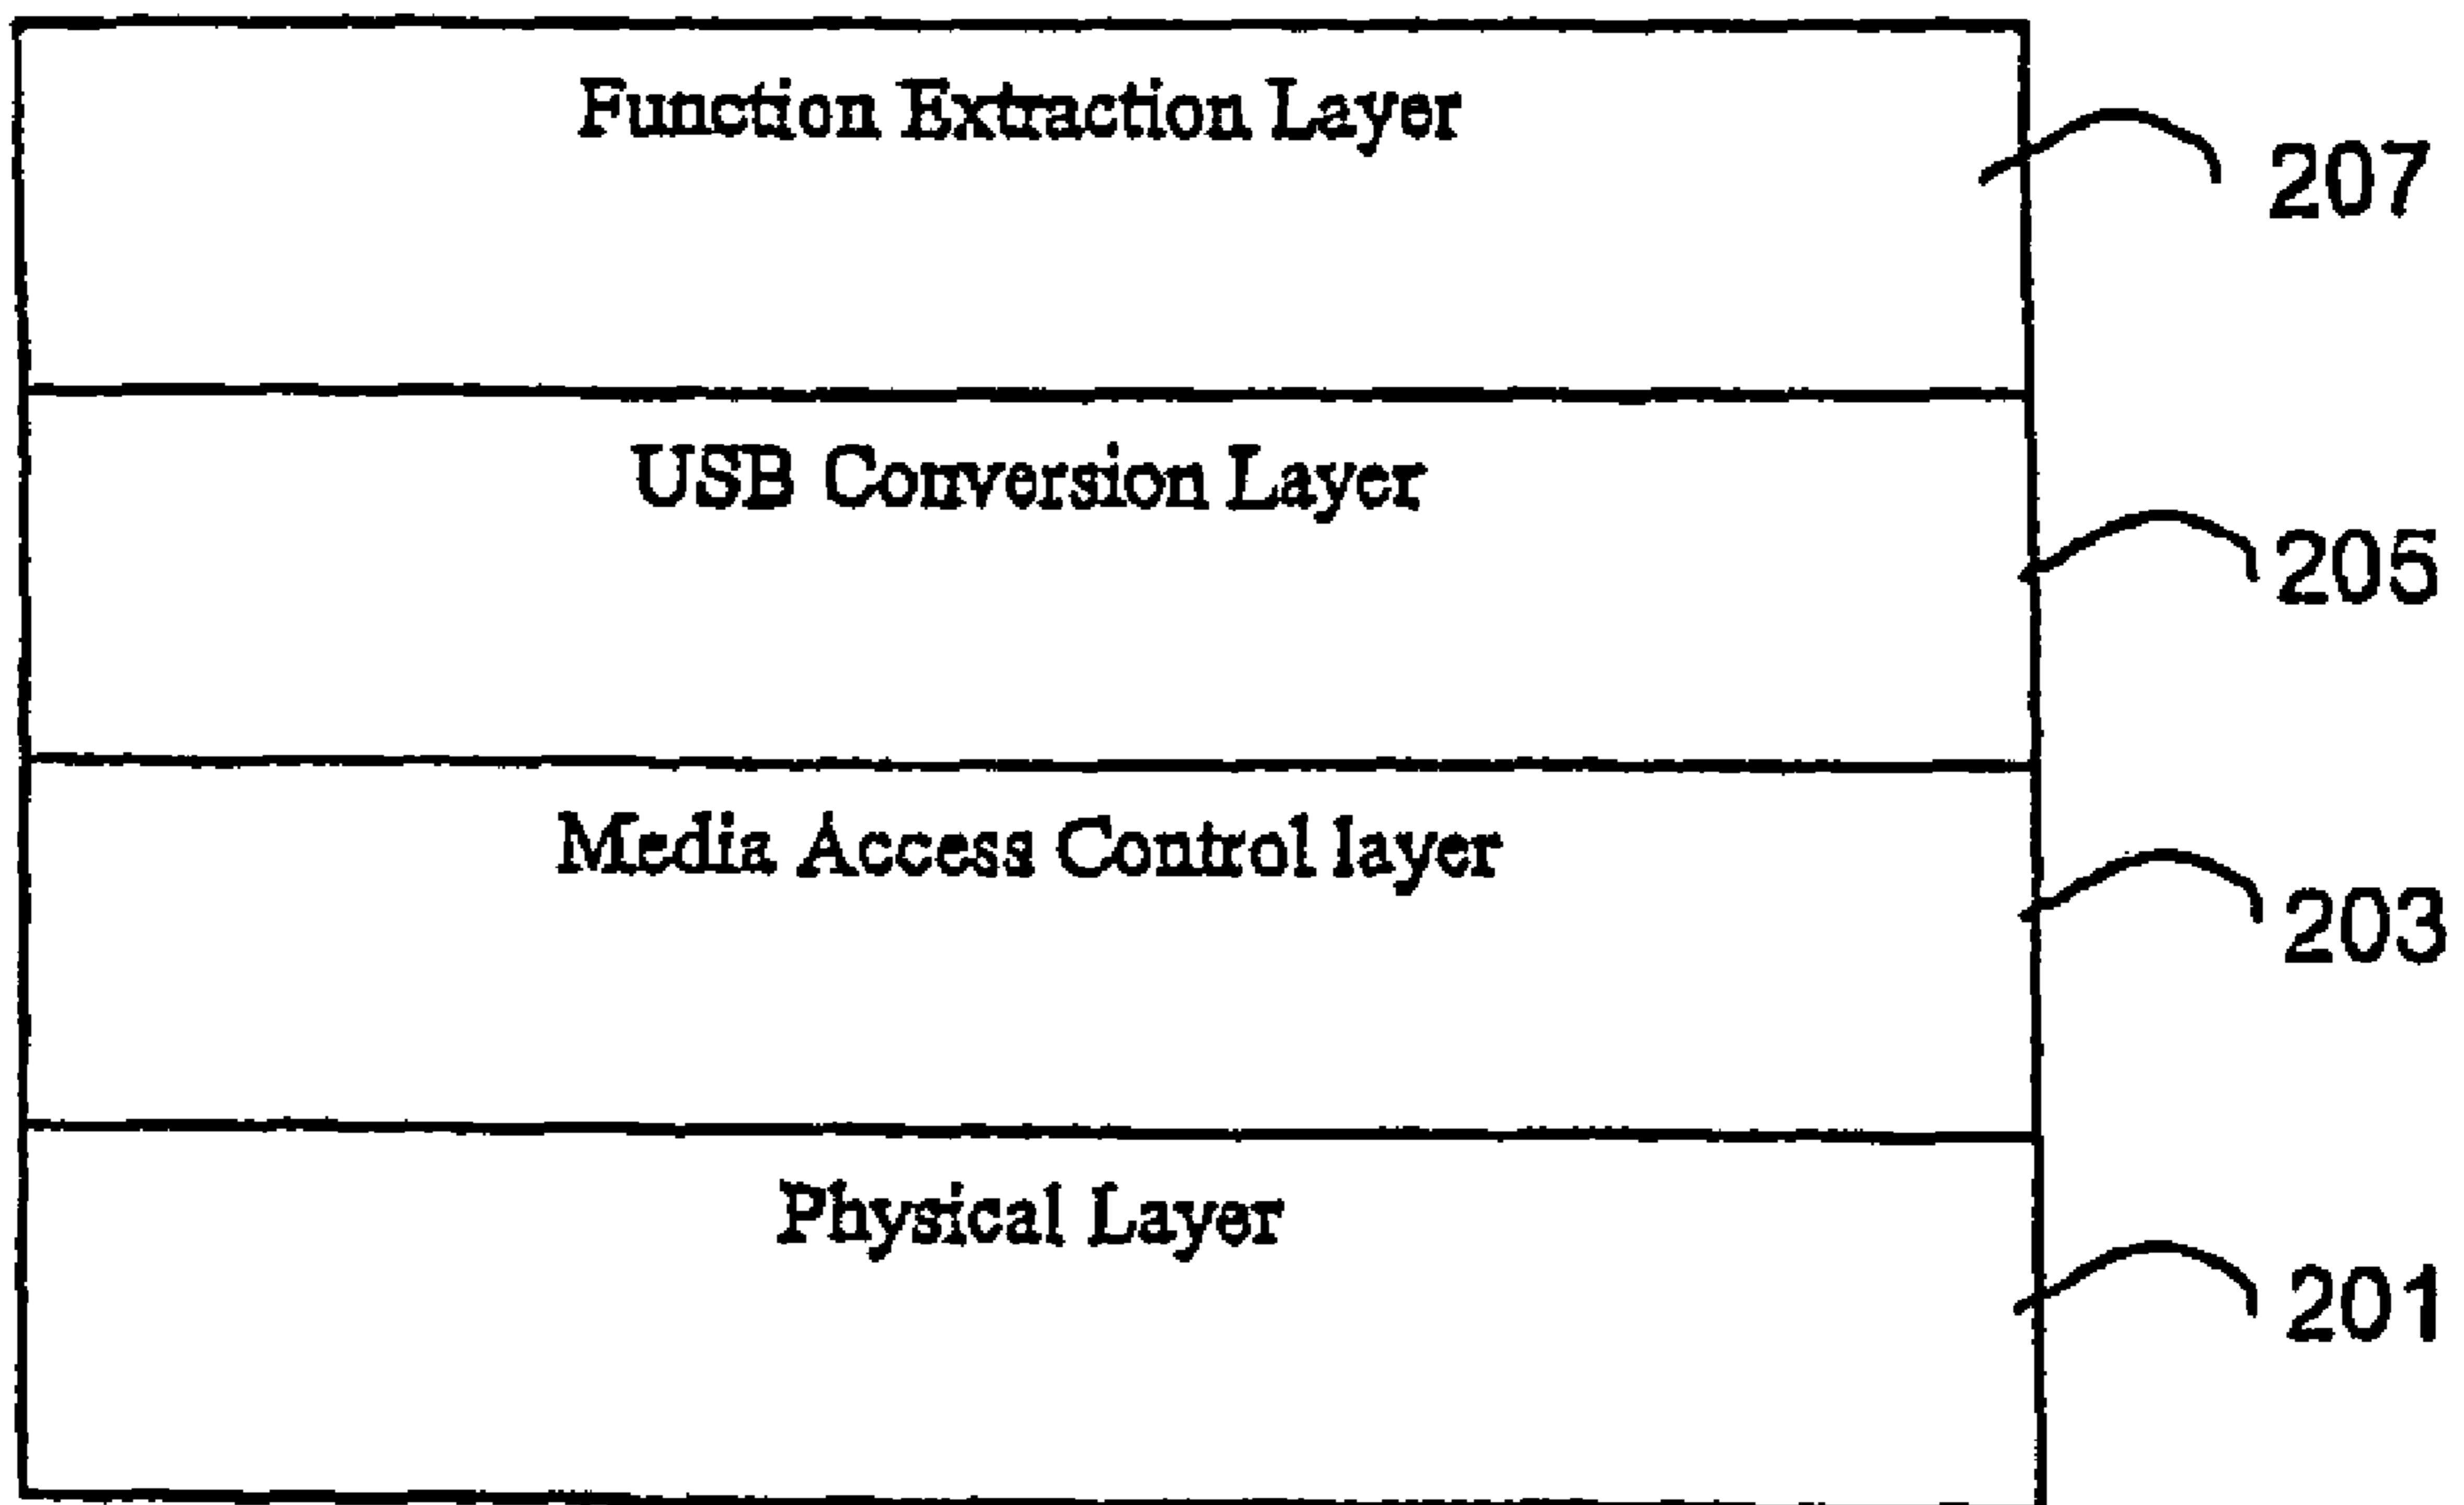 Function Extraction Layer
207
USB Conversion Layer
205
Media Access Control layer
203
Physical Layer
201